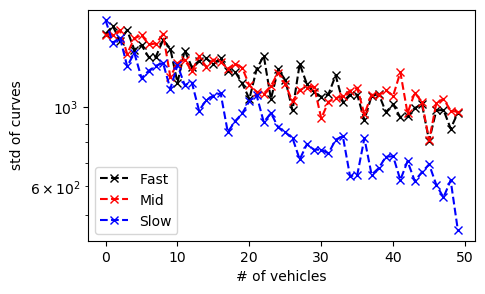 std of curves
10³
6 × 10²
Fast
Mid
Slow
0 10 20 30 40 50
# of vehicles